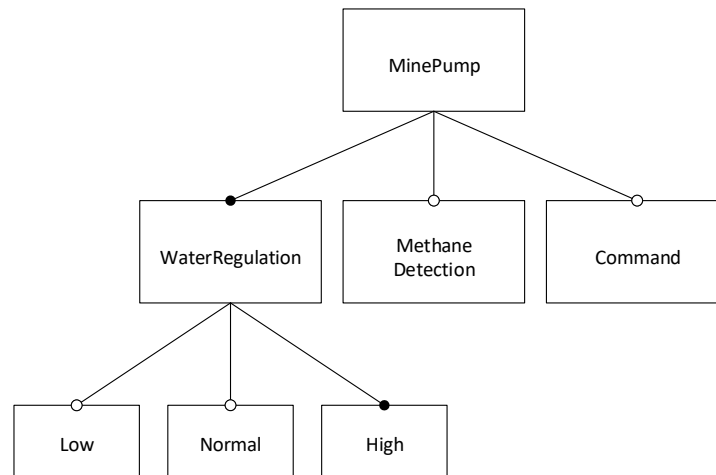 MinePump
WaterRegulation
Methane
Detection
Command
Low
Normal
High